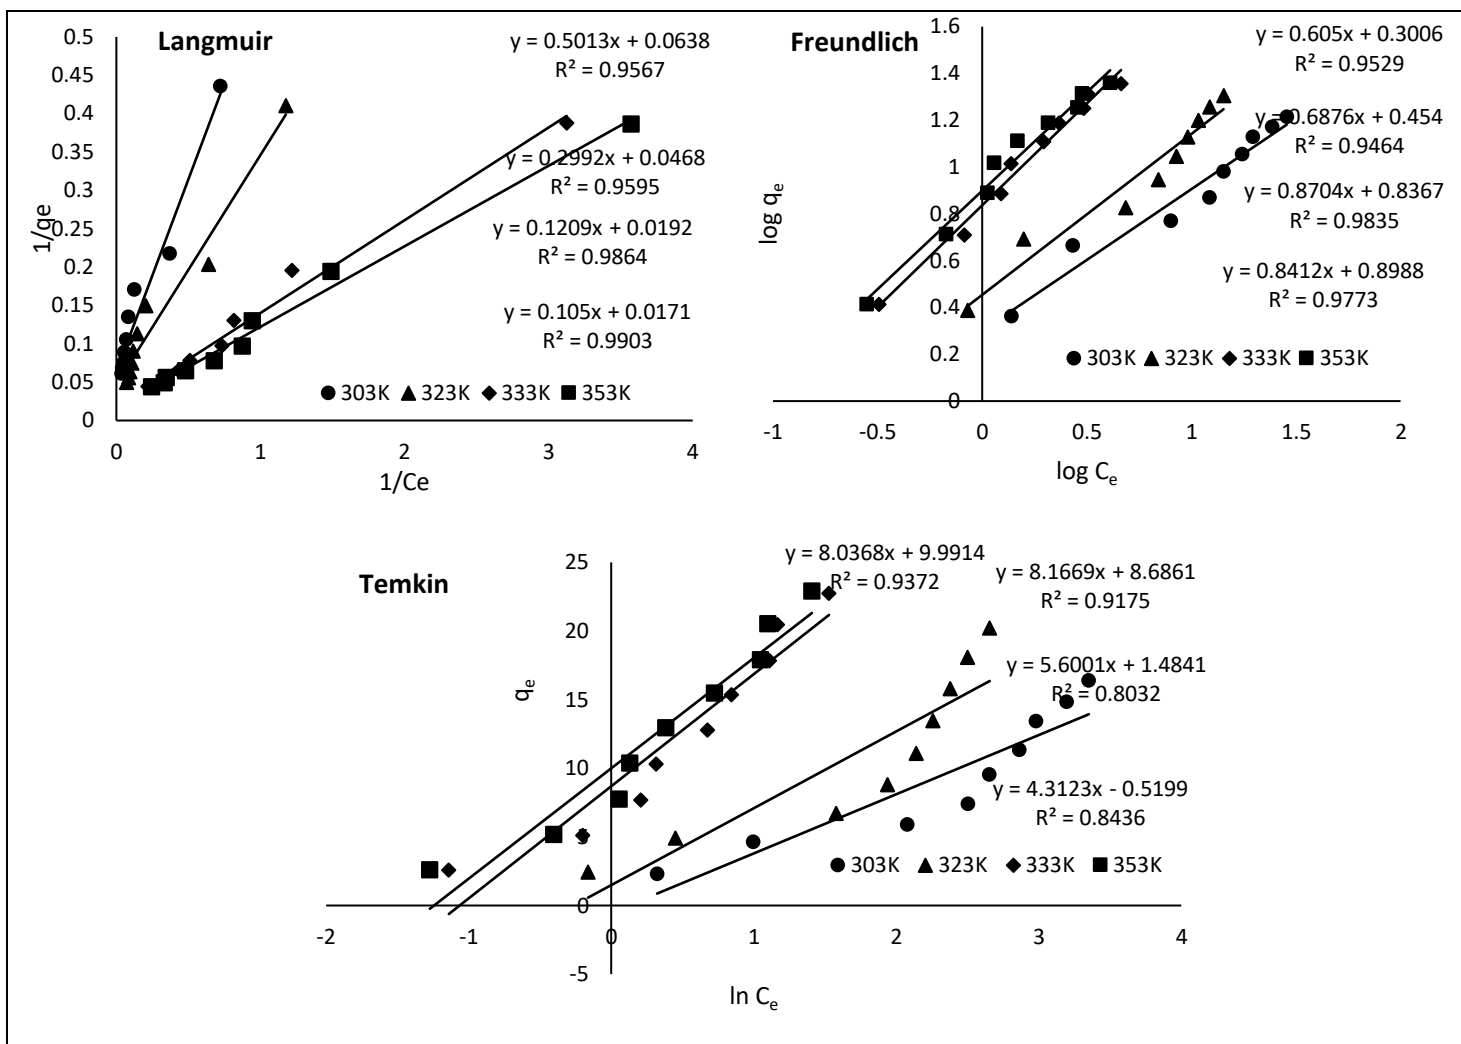 Langmuir
y = 0.5013x + 0.0638
R² = 0.9567
y = 0.2992x + 0.0468
R² = 0.9595
y = 0.1209x + 0.0192
R² = 0.9864
y = 0.105x + 0.0171
R² = 0.9903
0.5
0.45
0.4
0.35
0.3
0.25
0.2
0.15
0.1
0.05
0
1/qe
303K 323K 333K 353K
0 1 2 3 4
1/Ce
Freundlich
y = 0.605x + 0.3006
R² = 0.9529
y = 0.6876x + 0.454
R² = 0.9464
y = 0.8704x + 0.8367
R² = 0.9835
y = 0.8412x + 0.8988
R² = 0.9773
1.6
1.4
1.2
1
0.8
0.6
0.4
0.2
0
log qe
303K 323K 333K 353K
-1 -0.5 0 0.5 1 1.5 2
log Ce
Temkin
y = 8.0368x + 9.9914
R² = 0.9372
y = 8.1669x + 8.6861
R² = 0.9175
y = 5.6001x + 1.4841
R² = 0.8032
y = 4.3123x - 0.5199
R² = 0.8436
25
20
15
10
5
0
-5
qe
303K 323K 333K 353K
-2 -1 0 1 2 3 4
ln Ce